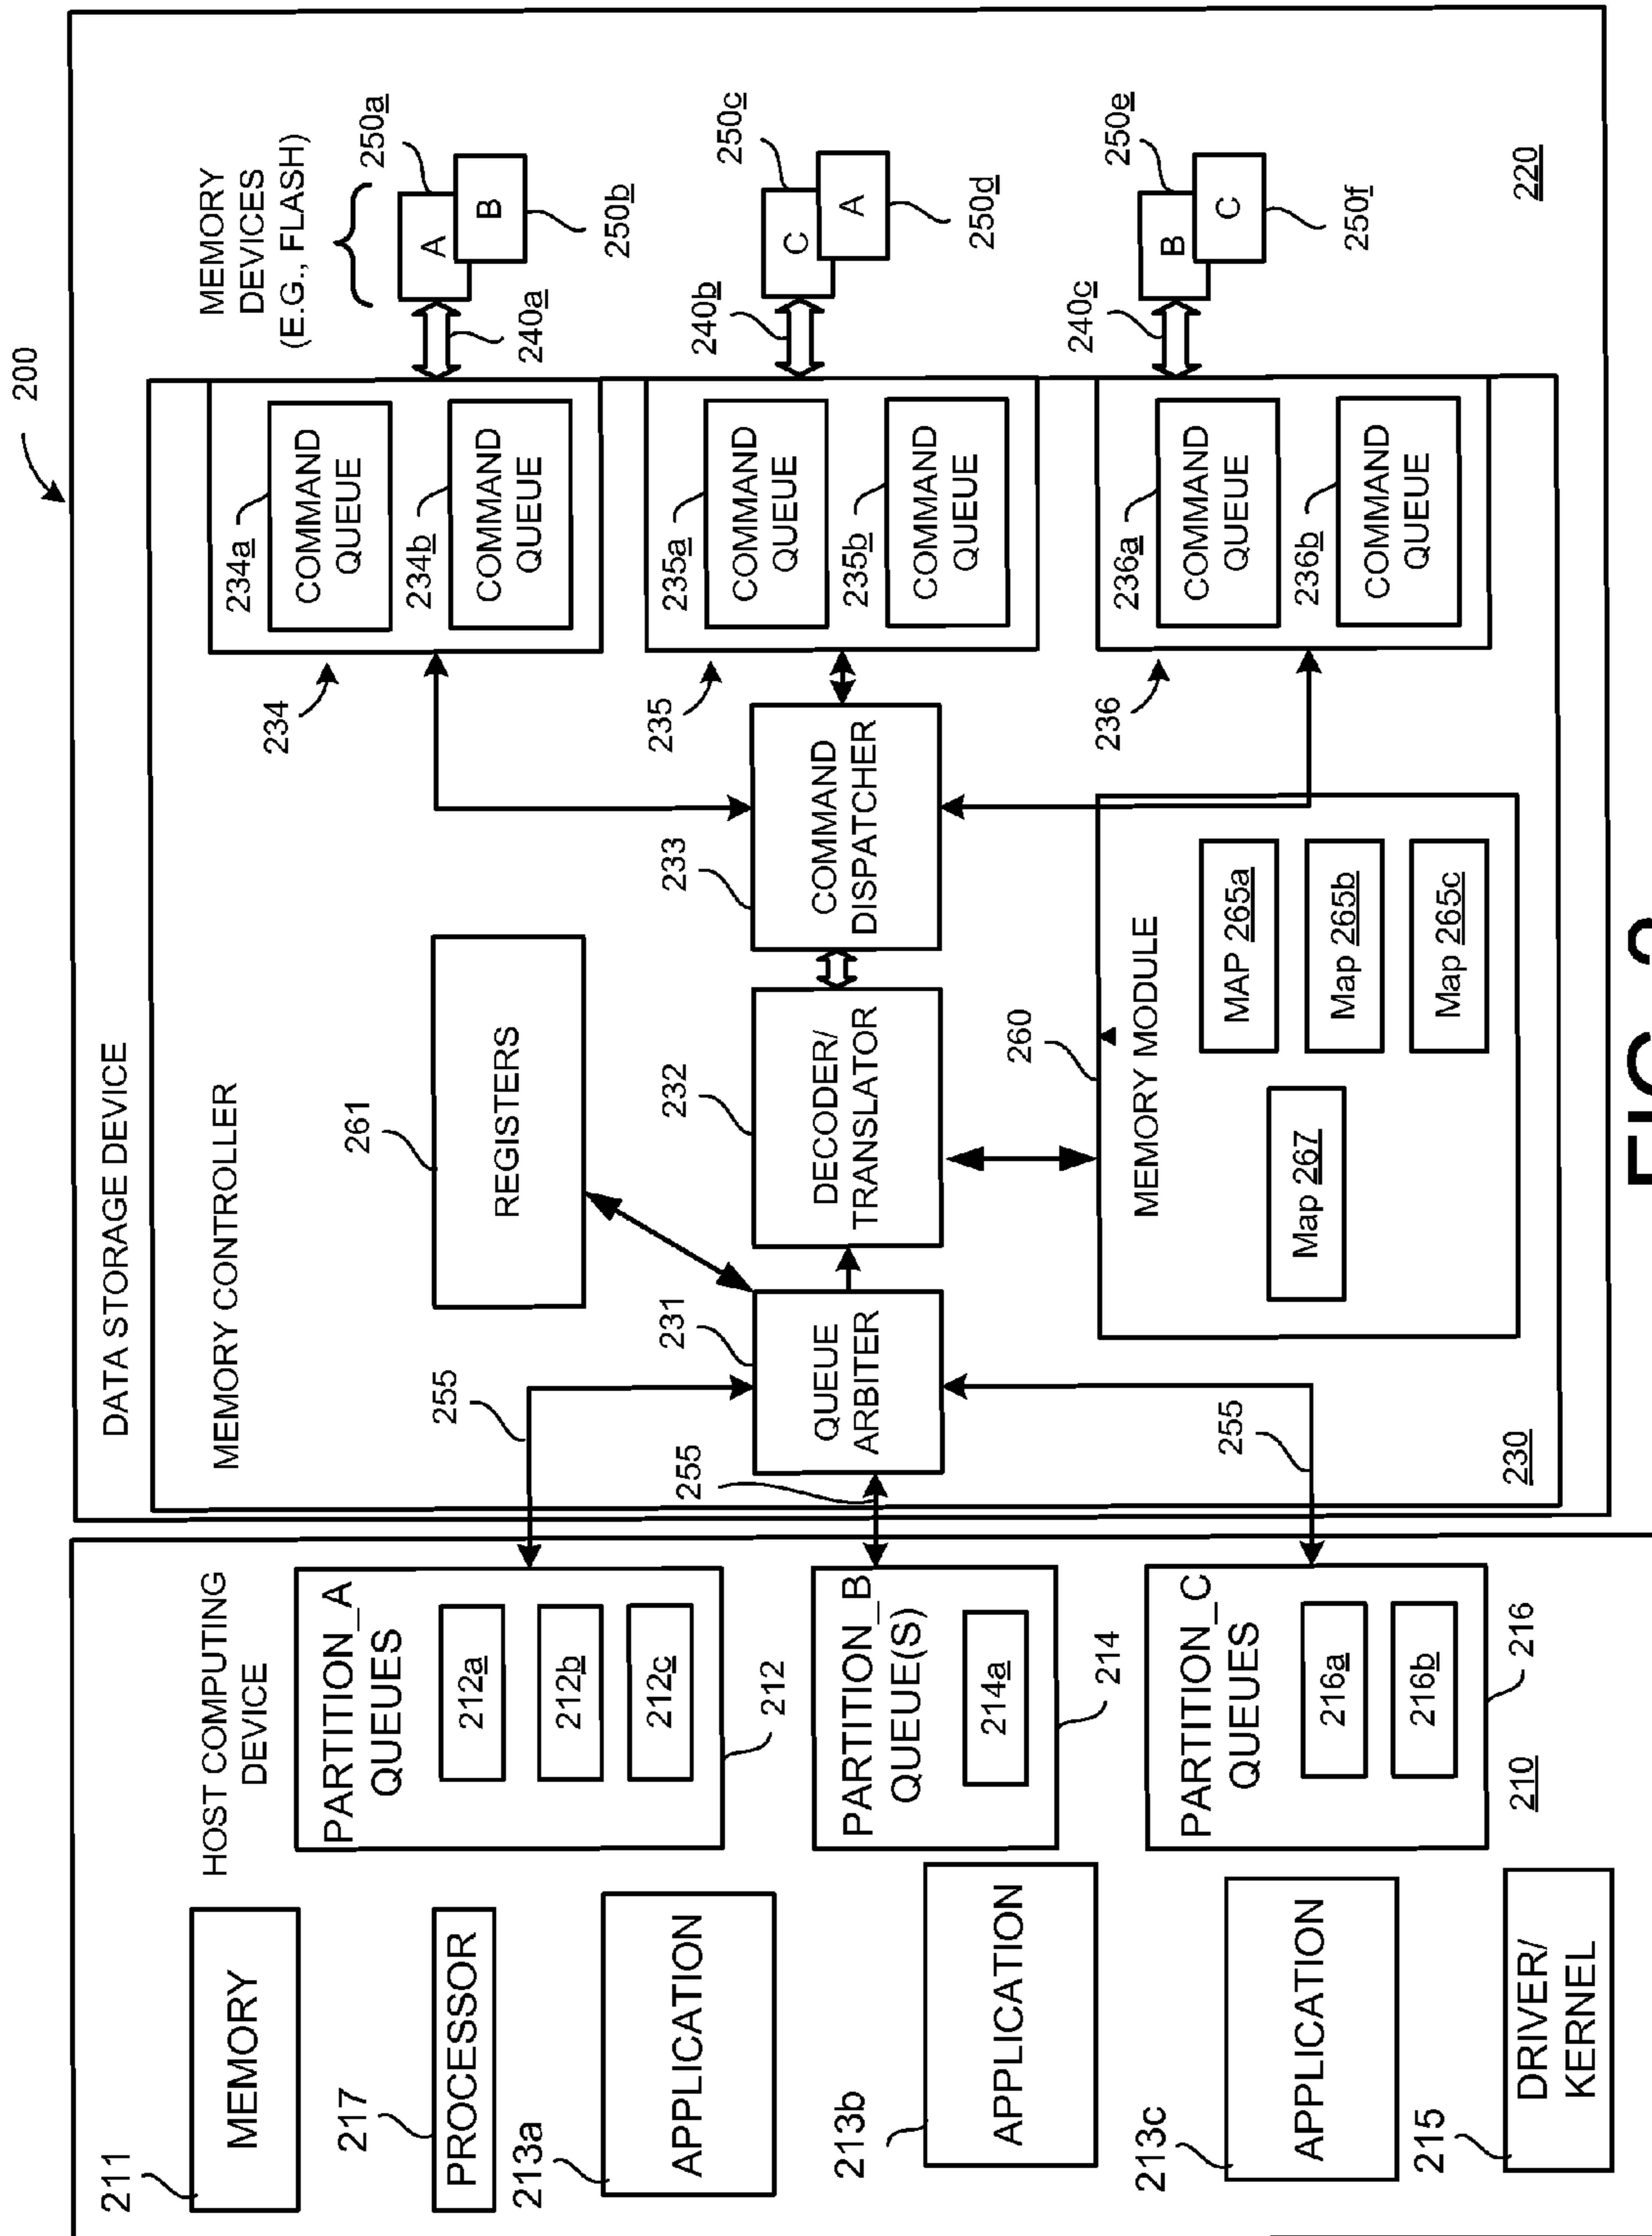 200
HOST COMPUTING
DEVICE
211
MEMORY
217
PROCESSOR
213a
APPLICATION
213b
APPLICATION
213c
APPLICATION
215
DRIVER/
KERNEL
PARTITION_A
QUEUES
212a
212b
212c
212
PARTITION_B
QUEUE(S)
214a
214
PARTITION_C
QUEUES
216a
216b
216
210
DATA STORAGE DEVICE
MEMORY CONTROLLER
255
255
255
230
231
QUEUE
ARBITER
261
REGISTERS
232
DECODER/
TRANSLATOR
233
COMMAND
DISPATCHER
260
MEMORY MODULE
Map 267
MAP 265a
Map 265b
Map 265c
234
234a
COMMAND
QUEUE
234b
COMMAND
QUEUE
235
235a
COMMAND
QUEUE
235b
COMMAND
QUEUE
236
236a
COMMAND
QUEUE
236b
COMMAND
QUEUE
MEMORY
DEVICES
(E.G., FLASH)
240a
A
B
250a
250b
240b
C
A
250c
250d
240c
B
C
250e
250f
220